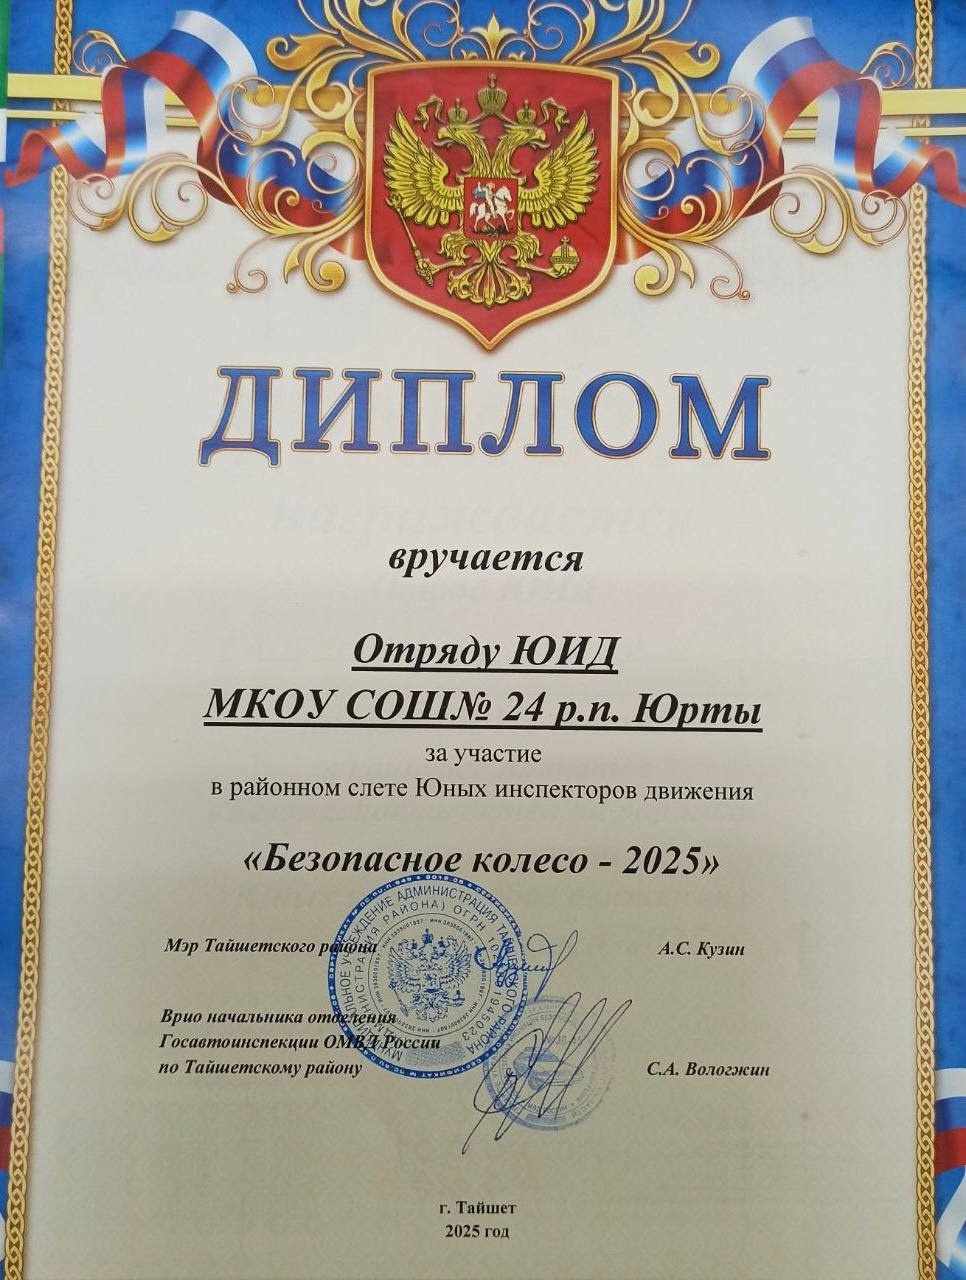 ДИПЛОМ
вручается
Отряду ЮИД
МКОУ СОШ№ 24 р.п. Юрты
за участие
в районном слете Юных инспекторов движения
«Безопасное колесо - 2025»
Мэр Тайшетского района
А.С. Кузин
Врио начальника отделения
Госавтоинспекции ОМВД России
по Тайшетскому району
С.А. Вологжин
г. Тайшет
2025 год